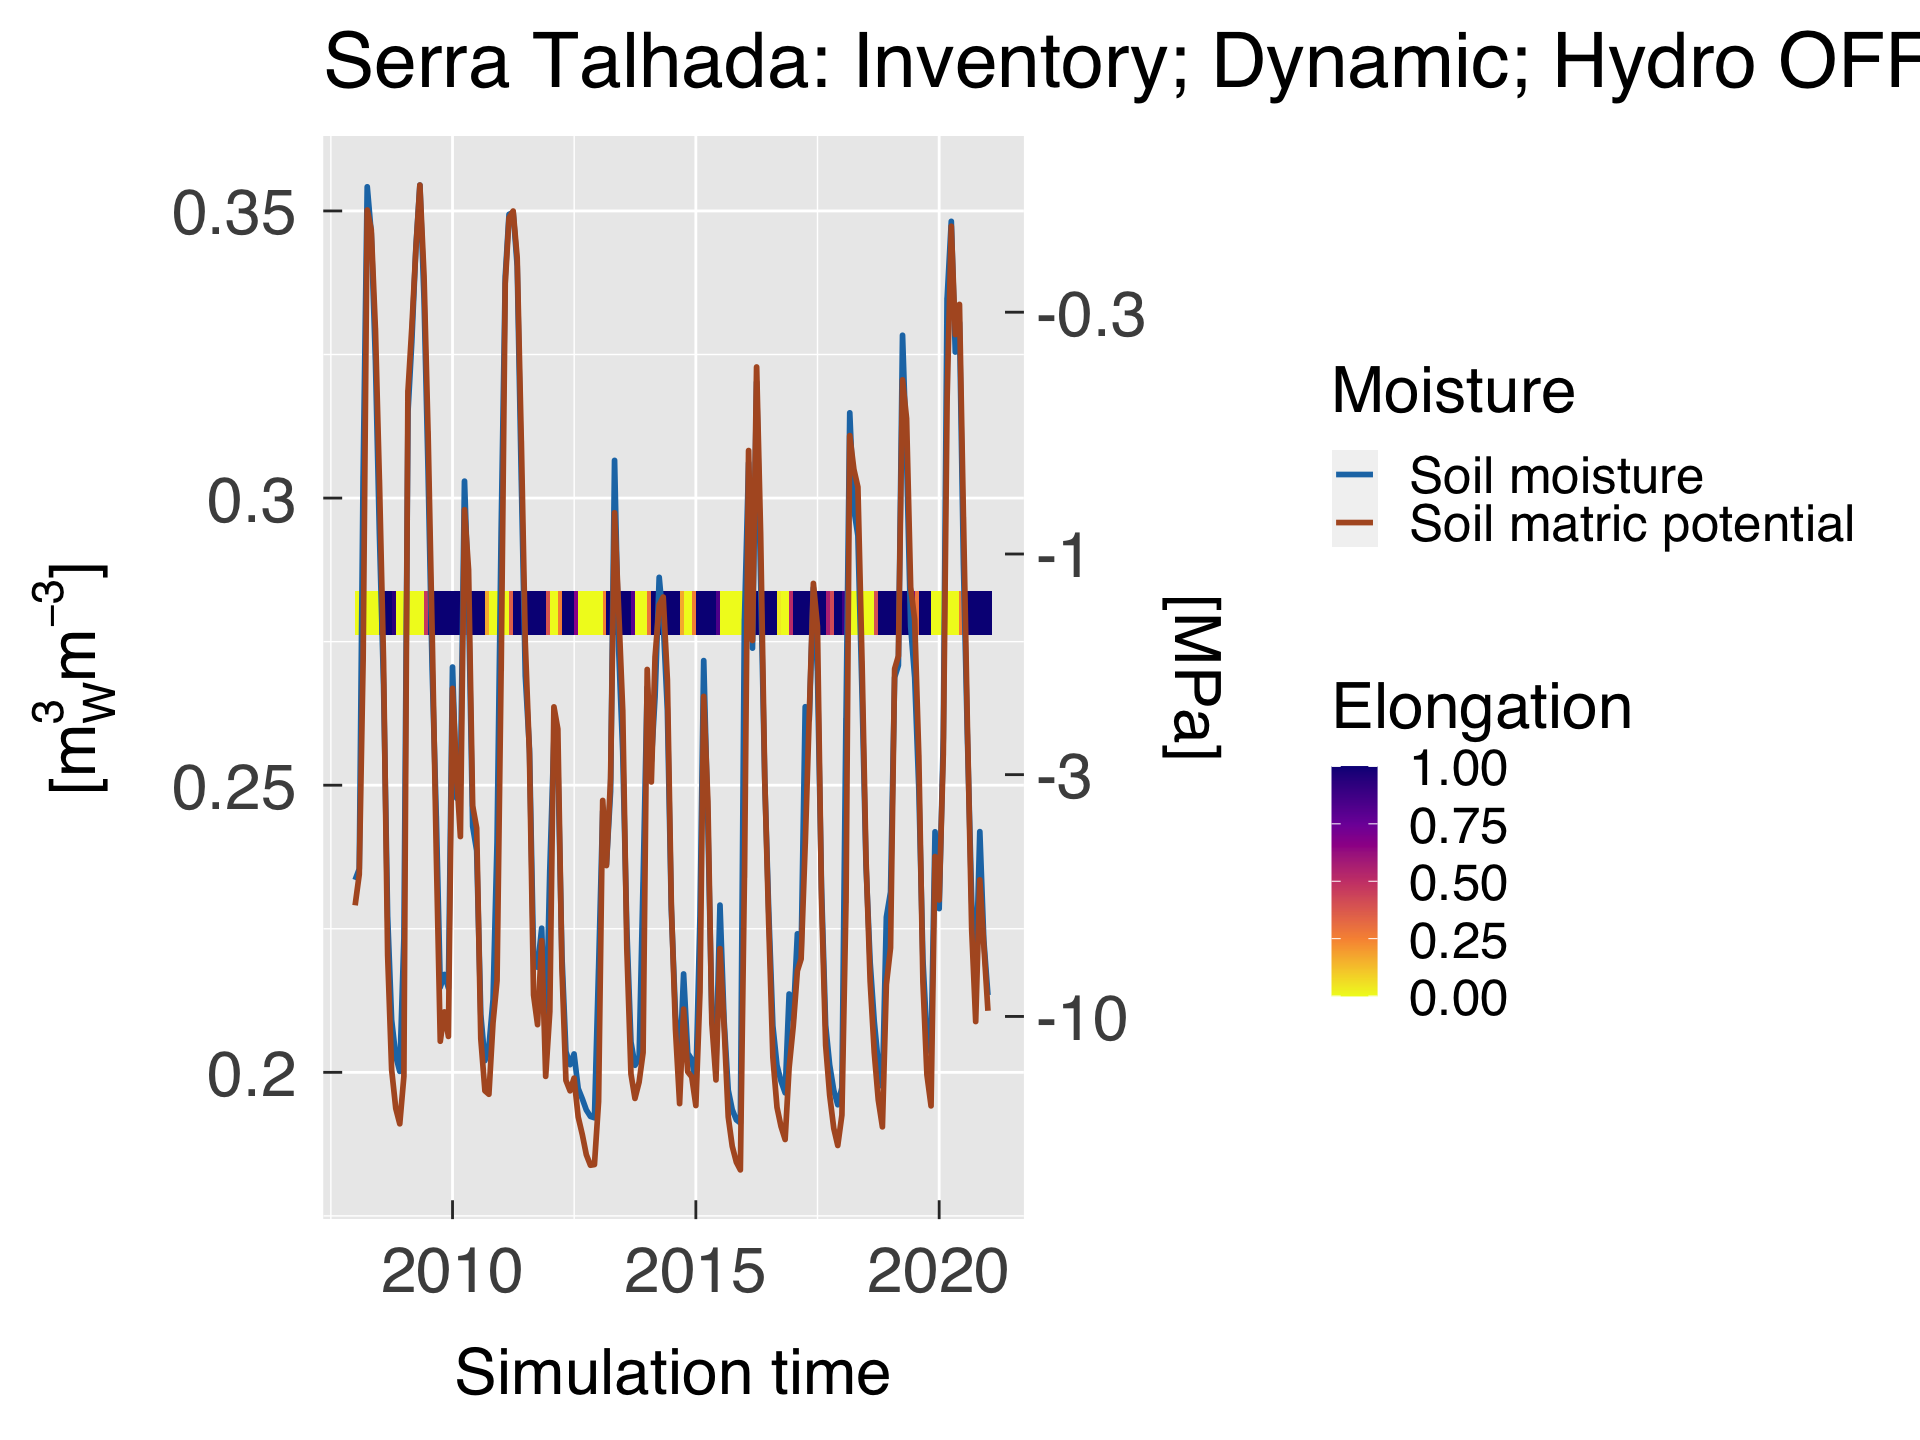 Serra Talhada: Inventory; Dynamic; Hydro OFF
0.35
0.3
0.25
0.2
[m³Wm⁻³]
-0.3
-1
-3
-10
[MPa]
2010 2015 2020
Simulation time
Moisture
Soil moisture
Soil matric potential
Elongation
1.00
0.75
0.50
0.25
0.00